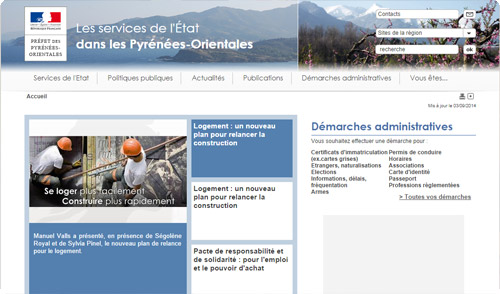 RÉPUBLIQUE FRANÇAISE
PRÉFET DES
PYRÉNÉES-
ORIENTALES
Les services de l'État
dans les Pyrénées-Orientales
Contacts
Sites de la région
recherche
ok
Services de l'Etat
Politiques publiques
Actualités
Publications
Démarches administratives
Vous êtes...
Accueil
Mis à jour le 03/09/2014
Se loger plus facilement
Construire plus rapidement
Manuel Valls a présenté, en présence de Ségolène
Royal et de Sylvia Pinel, le nouveau plan de relance
pour le logement.
Logement : un nouveau
plan pour relancer la
construction
Logement : un nouveau
plan pour relancer la
construction
Pacte de responsabilité et
de solidarité : pour l'emploi
et le pouvoir d'achat
Démarches administratives
Vous souhaitez effectuer une démarche pour :
Certificats d'immatriculation
(ex.cartes grises)
Etrangers, naturalisations
Elections
Informations, délais,
fréquentation
Armes
Permis de conduire
Horaires
Associations
Carte d'identité
Passeport
Professions réglementées
> Toutes vos démarches